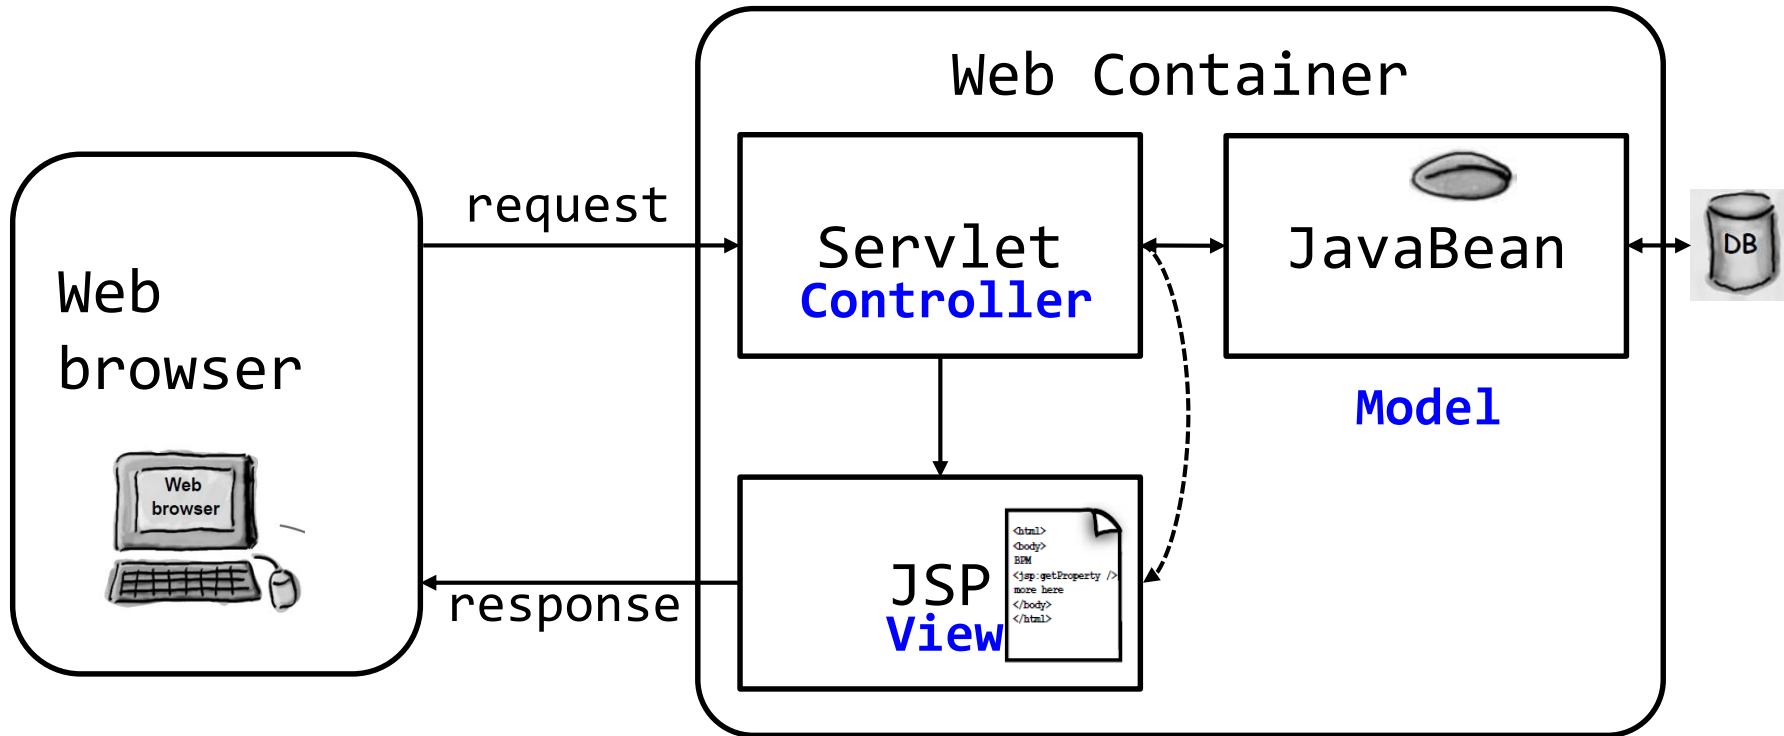 Web Container
request
Servlet
Controller
JavaBean
DB
Model
Web
browser
Web
browser
response
JSP
View
<html>
<body>
BPM
<jsp:getProperty />
more here
</body>
</html>